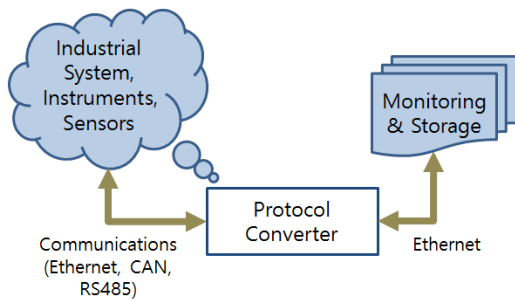 Industrial
System,
Instruments,
Sensors
Monitoring
& Storage
Protocol
Converter
Communications
(Ethernet, CAN,
RS485)
Ethernet